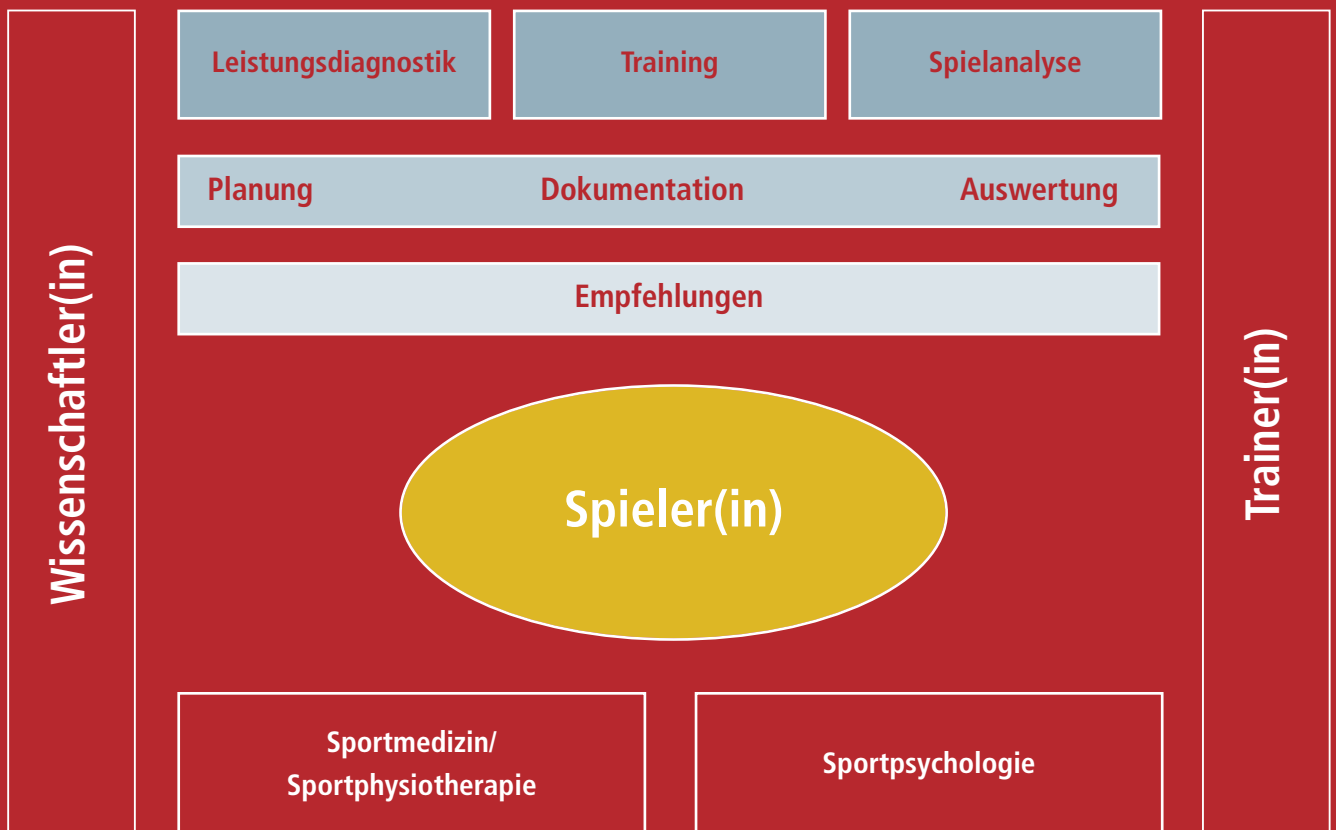 Wissenschaftler(in)
Leistungsdiagnostik
Training
Spielanalyse
Planung
Dokumentation
Auswertung
Empfehlungen
Spieler(in)
Sportmedizin/
Sportphysiotherapie
Sportpsychologie
Trainer(in)